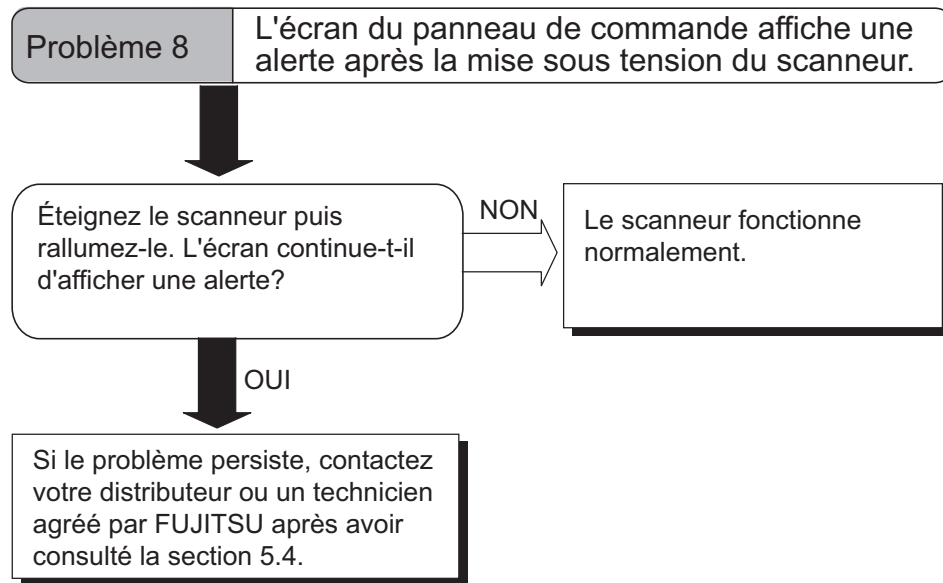 Problème 8
L'écran du panneau de commande affiche une
alerte après la mise sous tension du scanneur.
Éteignez le scanneur puis
rallumez-le. L'écran continue-t-il
d'afficher une alerte?
NON
Le scanneur fonctionne
normalement.
OUI
Si le problème persiste, contactez
votre distributeur ou un technicien
agréé par FUJITSU après avoir
consulté la section 5.4.